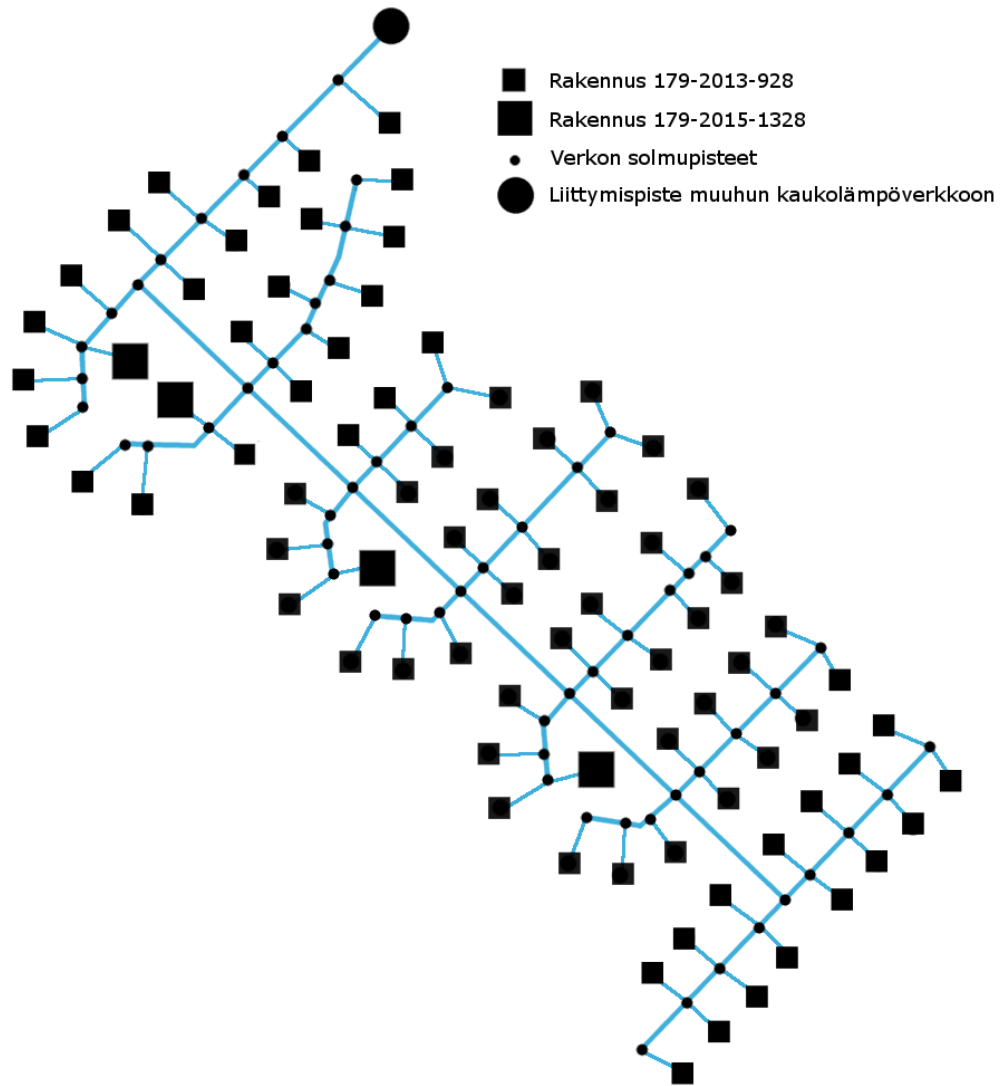 Rakennus 179-2013-928
Rakennus 179-2015-1328
Verkon solmupisteet
Liittymispiste muuhun kaukolämpöverkkoon